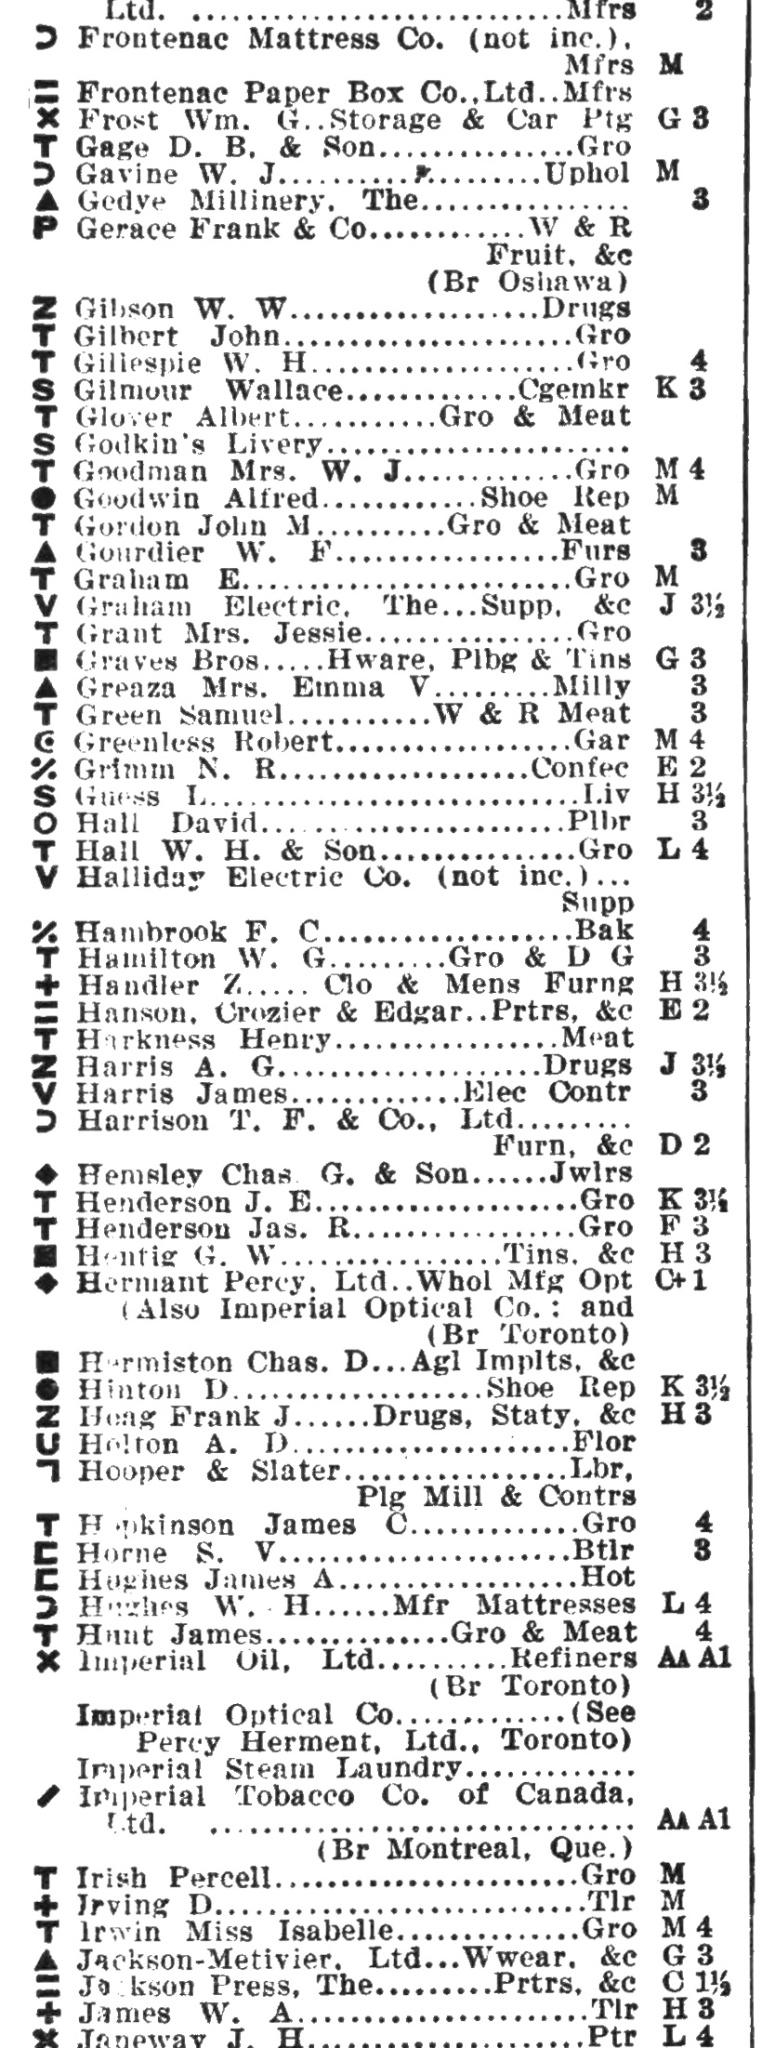 Ltd. ..............................Mfrs 2
Ɔ Frontenac Mattress Co. (not inc.),
Mfrs M
= Frontenac Paper Box Co.,Ltd..Mfrs
✕ Frost Wm. G..Storage & Car Ptg G 3
T Gage D. B. & Son...............Gro
Ɔ Gavine W. J....................Uphol M
▲ Gedye Millinery, The................ 3
P Gerace Frank & Co............W & R
Fruit, &c
(Br Oshawa)
Z Gibson W. W...................Drugs
T Gilbert John......................Gro
T Gillespie W. H....................Gro 4
S Gilmour Wallace.............Cgemkr K 3
T Glover Albert...........Gro & Meat
S Godkin's Livery........................
T Goodman Mrs. W. J.............Gro M 4
● Goodwin Alfred............Shoe Rep M
T Gordon John M..........Gro & Meat
▲ Gourdier W. F.................Furs 3
T Graham E..........................Gro M
V Graham Electric, The...Supp, &c J 3½
T Grant Mrs. Jessie................Gro
■ Graves Bros.....Hware, Plbg & Tins G 3
▲ Greaza Mrs. Emma V.........Milly 3
T Green Samuel...........W & R Meat 3
C Greenless Robert..................Gar M 4
٪ Grimm N. R...................Confec E 2
S Guess L.............................Liv H 3½
O Hall David.......................Plbr 3
T Hall W. H. & Son...............Gro L 4
V Halliday Electric Co. (not inc.)...
Supp
٪ Hambrook F. C...................Bak 4
T Hamilton W. G.........Gro & D G 3
+ Handler Z..... Clo & Mens Furng H 3½
= Hanson, Crozier & Edgar..Prtrs, &c E 2
T Harkness Henry.................Meat
Z Harris A. G....................Drugs J 3½
V Harris James.............Elec Contr 3
Ɔ Harrison T. F. & Co., Ltd.........
Furn, &c D 2
◆ Hemsley Chas. G. & Son......Jwlrs
T Henderson J. E....................Gro K 3½
T Henderson Jas. R.................Gro F 3
■ Hentig G. W.................Tins, &c H 3
◆ Hermant Percy, Ltd..Whol Mfg Opt C+1
(Also Imperial Optical Co.: and
(Br Toronto)
■ Hermiston Chas. D...Agl Implts, &c
● Hinton D...................Shoe Rep K 3½
Z Hoag Frank J......Drugs, Staty, &c H 3
U Holton A. D.....................Flor
ㄱ Hooper & Slater.................Lbr,
Plg Mill & Contrs
T Hopkinson James C.............Gro 4
⊏ Horne S. V......................Btlr 3
⊏ Hughes James A...................Hot
Ɔ Hughes W. H......Mfr Mattresses L 4
T Hunt James..............Gro & Meat 4
✕ Imperial Oil, Ltd..........Refiners AA A1
(Br Toronto)
Imperial Optical Co.............(See
Percy Herment, Ltd., Toronto)
Imperial Steam Laundry.............
/ Imperial Tobacco Co. of Canada,
Ltd. ................................. AA A1
(Br Montreal, Que.)
T Irish Percell........................Gro M
+ Irving D............................Tlr M
T Irwin Miss Isabelle..............Gro M 4
▲ Jackson-Metivier, Ltd...Wwear, &c G 3
= Jackson Press, The.........Prtrs, &c C 1½
+ James W. A......................Tlr H 3
✕ Janeway J. H.....................Ptr L 4